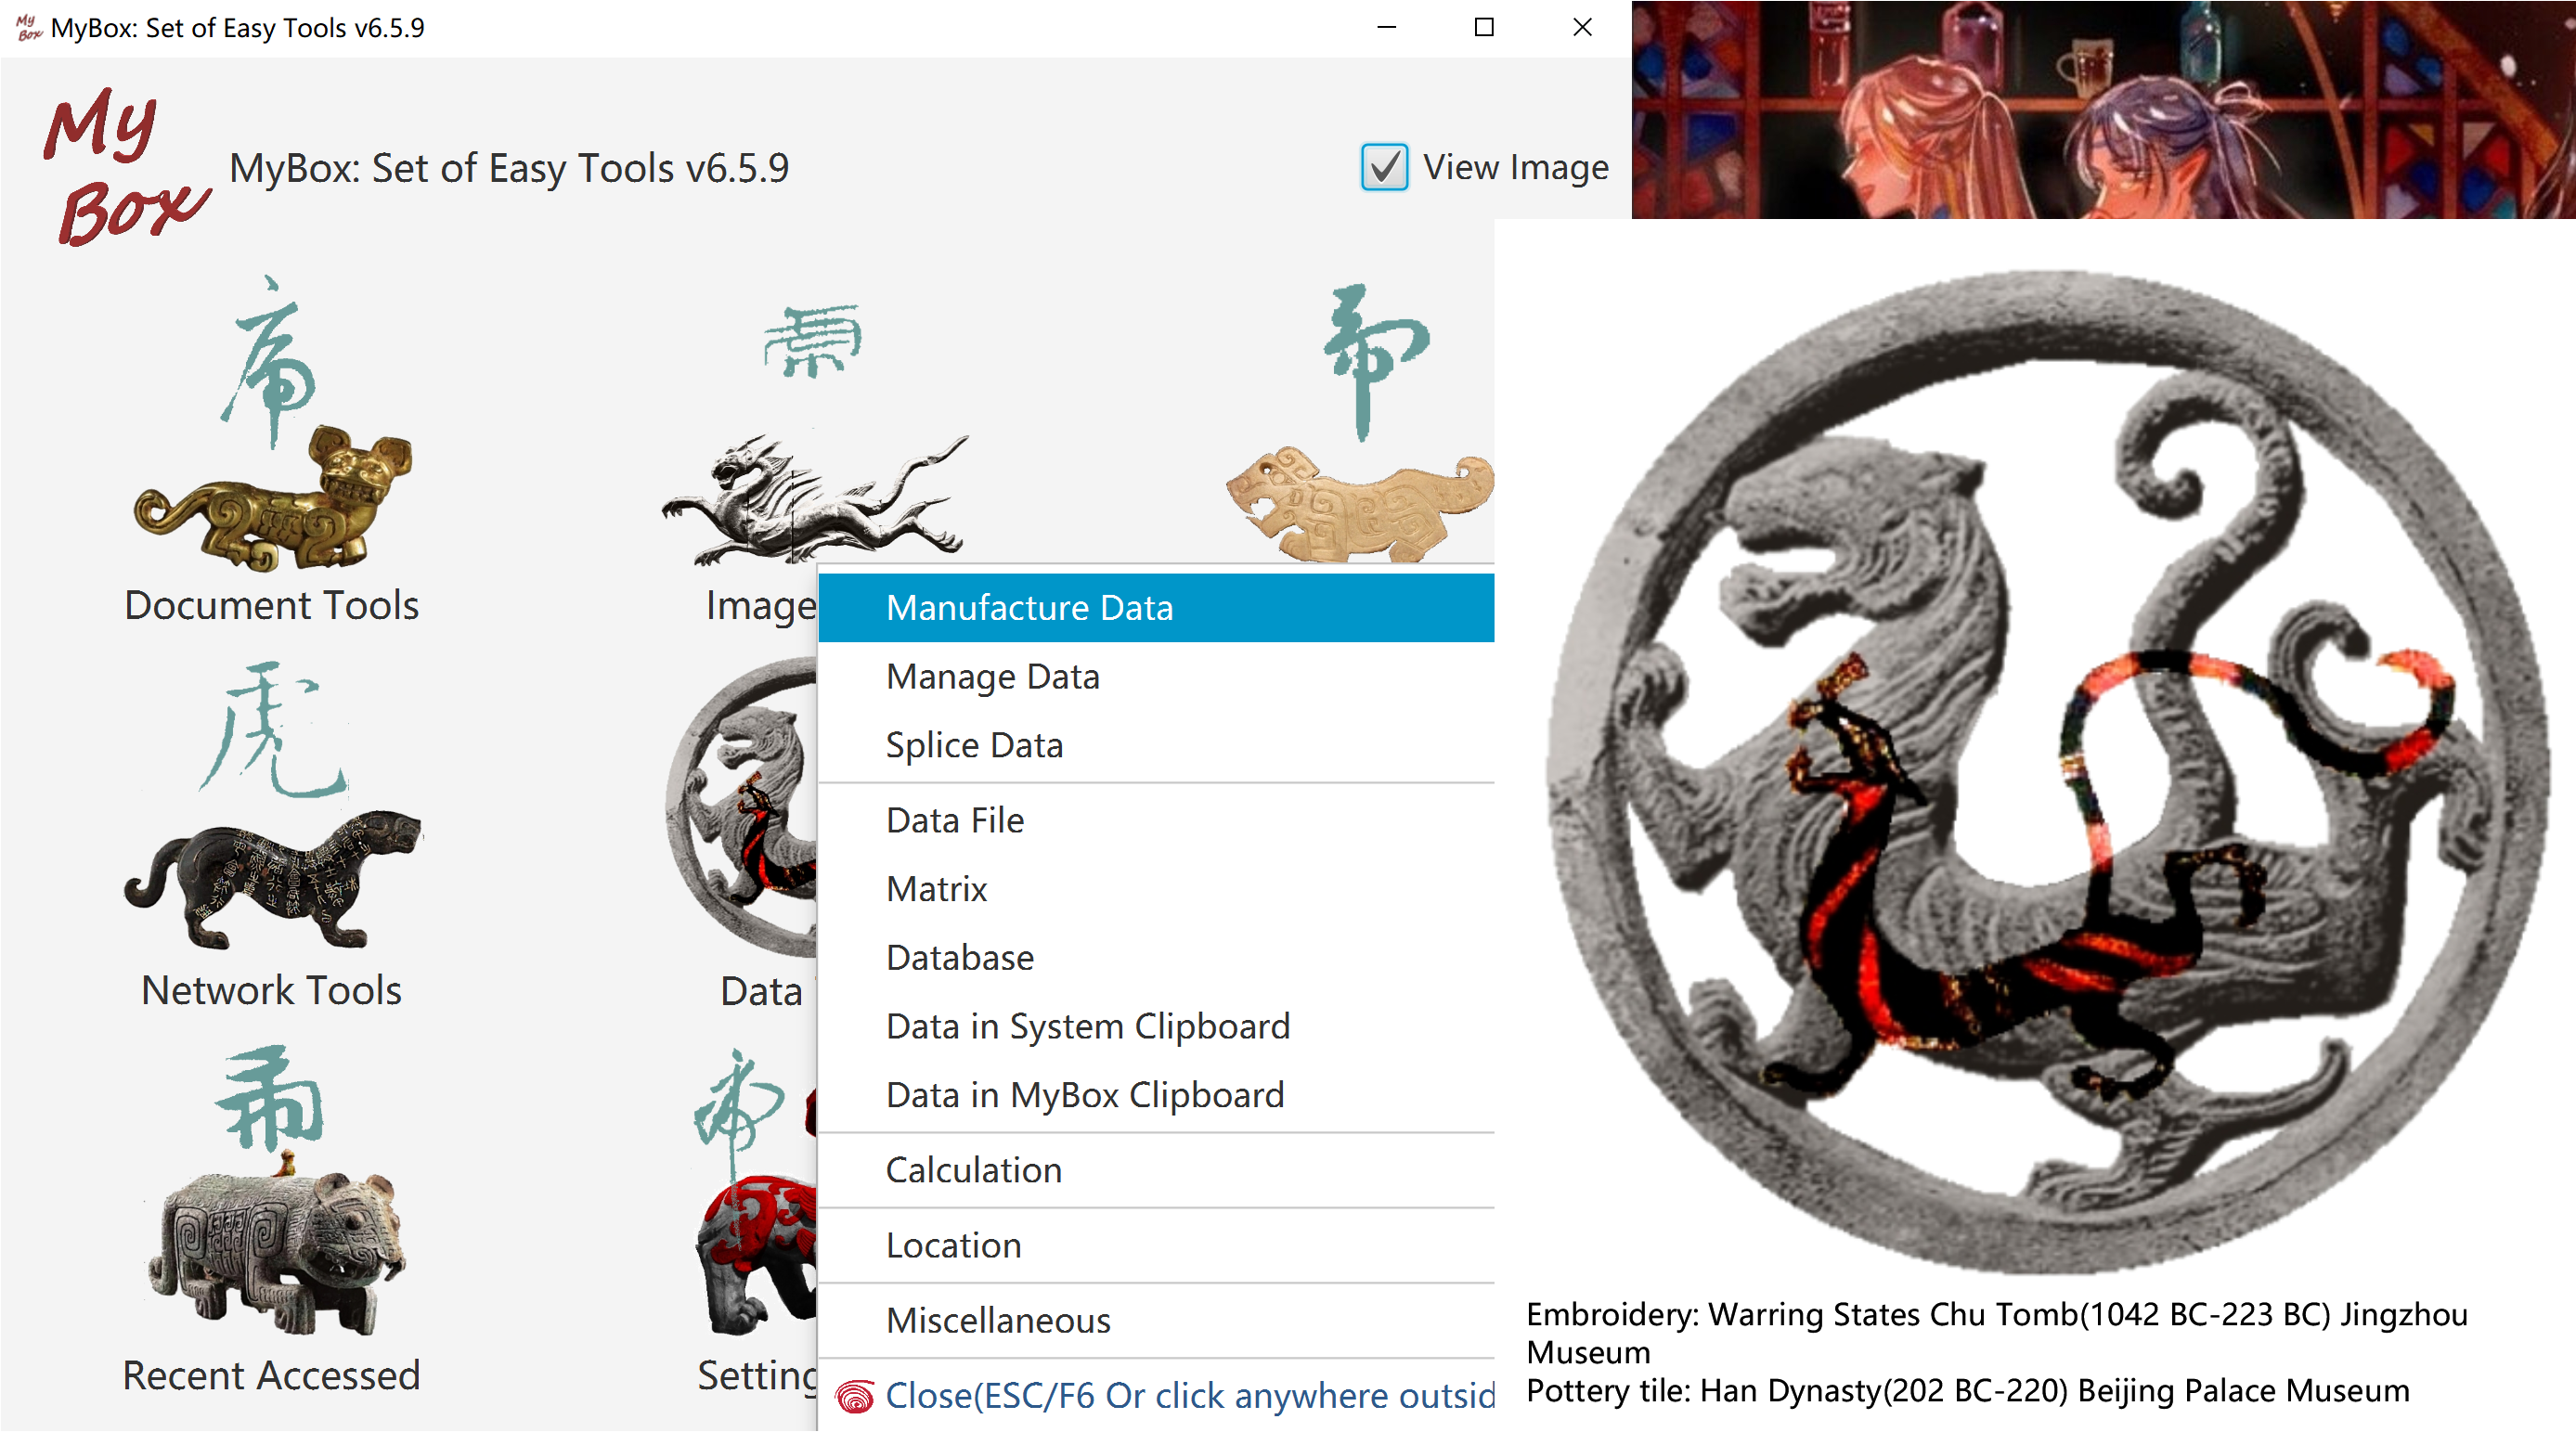 MyBox: Set of Easy Tools v6.5.9
My
Box
MyBox: Set of Easy Tools v6.5.9
View Image
Document Tools
Image
虎
Network Tools
Data
Recent Accessed
Setting
Manufacture Data
Manage Data
Splice Data
Data File
Matrix
Database
Data in System Clipboard
Data in MyBox Clipboard
Calculation
Location
Miscellaneous
Close(ESC/F6 Or click anywhere outsid
Embroidery: Warring States Chu Tomb(1042 BC-223 BC) Jingzhou
Museum
Pottery tile: Han Dynasty(202 BC-220) Beijing Palace Museum